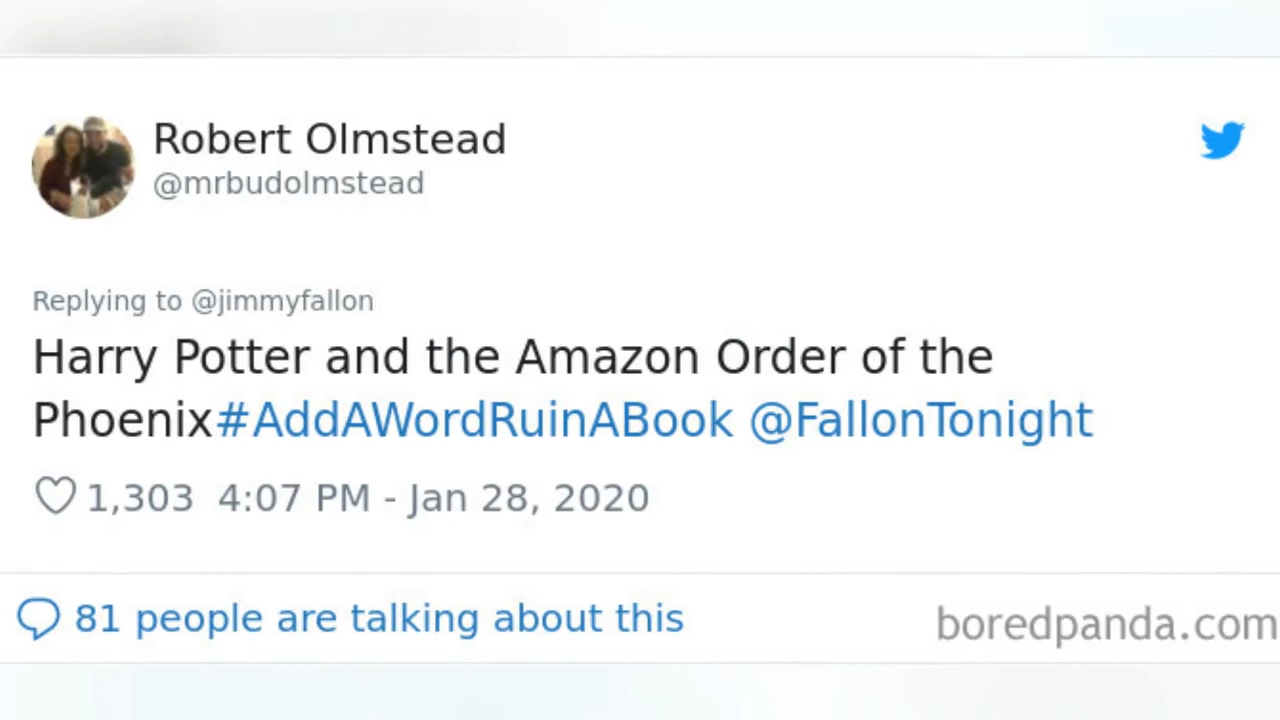 Robert Olmstead
@mrbudolmstead
Replying to @jimmyfallon
Harry Potter and the Amazon Order of the
Phoenix#AddAWordRuinABook @FallonTonight
1,303 4:07 PM - Jan 28, 2020
81 people are talking about this
boredpanda.com